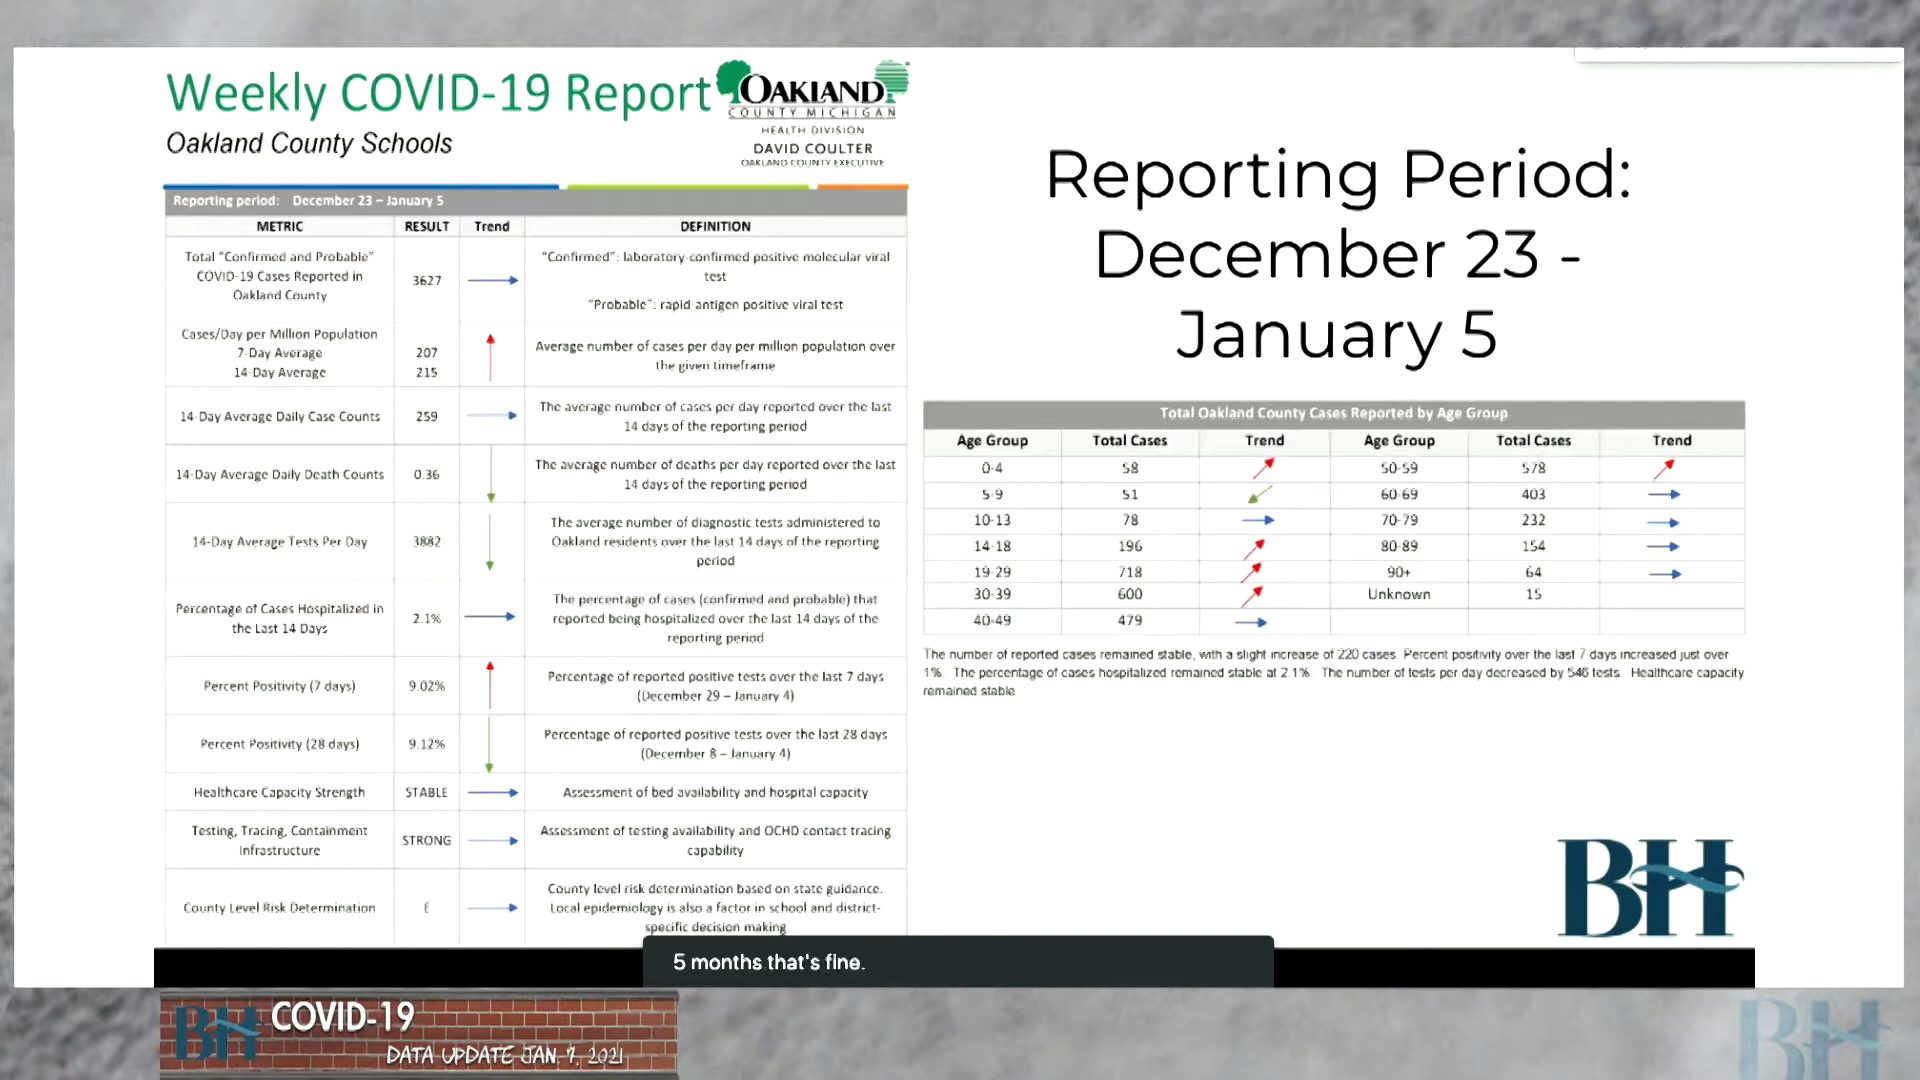 Weekly COVID-19 Report
OAKLAND
COUNTY MICHIGAN
HEALTH DIVISION
DAVID COULTER
OAKLAND COUNTY EXECUTIVE
Oakland County Schools
Reporting period: December 23 – January 5
METRIC RESULT Trend DEFINITION
Total "Confirmed and Probable"
COVID-19 Cases Reported in
Oakland County
3627
"Confirmed": laboratory-confirmed positive molecular viral
test
"Probable": rapid-antigen positive viral test
Cases/Day per Million Population
7-Day Average
14-Day Average
207
215
Average number of cases per day per million population over
the given timeframe
14-Day Average Daily Case Counts
259
The average number of cases per day reported over the last
14 days of the reporting period
14-Day Average Daily Death Counts
0.36
The average number of deaths per day reported over the last
14 days of the reporting period
14-Day Average Tests Per Day
3882
The average number of diagnostic tests administered to
Oakland residents over the last 14 days of the reporting
period
Percentage of Cases Hospitalized in
the Last 14 Days
2.1%
The percentage of cases (confirmed and probable) that
reported being hospitalized over the last 14 days of the
reporting period
Percent Positivity (7 days)
9.02%
Percentage of reported positive tests over the last 7 days
(December 29 – January 4)
Percent Positivity (28 days)
9.12%
Percentage of reported positive tests over the last 28 days
(December 8 – January 4)
Healthcare Capacity Strength
STABLE
Assessment of bed availability and hospital capacity
Testing, Tracing, Containment
Infrastructure
STRONG
Assessment of testing availability and OCHD contact tracing
capability
County Level Risk Determination
E
County level risk determination based on state guidance.
Local epidemiology is also a factor in school and district-
specific decision making
Reporting Period:
December 23 -
January 5
Total Oakland County Cases Reported by Age Group
Age Group Total Cases Trend Age Group Total Cases Trend
0-4 58 50-59 578
5-9 51 60-69 403
10-13 78 70-79 232
14-18 196 80-89 154
19-29 718 90+ 64
30-39 600 Unknown 15
40-49 479
The number of reported cases remained stable, with a slight increase of 220 cases. Percent positivity over the last 7 days increased just over
1%. The percentage of cases hospitalized remained stable at 2.1%. The number of tests per day decreased by 546 tests. Healthcare capacity
remained stable
BH
5 months that's fine.
BH COVID-19
DATA UPDATE JAN. 7, 2021
BH